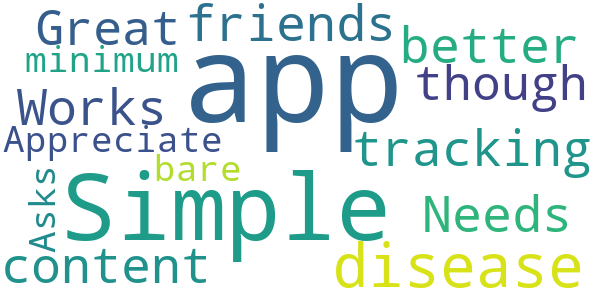 Great friends
minimum app better
though
Works
Appreciate tracking
bare
Asks Simple Needs
content disease